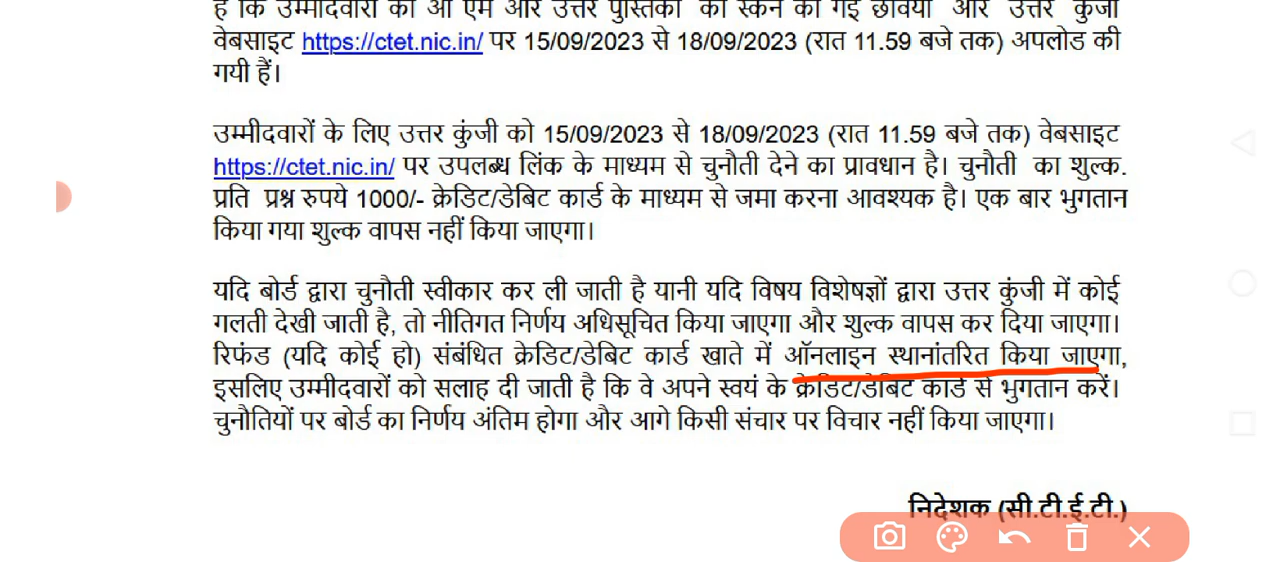 है कि उम्मीदवारों की ओ एम आर उत्तर पुस्तिका की स्कैन की गई छवियाँ और उत्तर कुंजी
वेबसाइट https://ctet.nic.in/ पर 15/09/2023 से 18/09/2023 (रात 11.59 बजे तक) अपलोड की
गयी हैं।
उम्मीदवारों के लिए उत्तर कुंजी को 15/09/2023 से 18/09/2023 (रात 11.59 बजे तक) वेबसाइट
https://ctet.nic.in/ पर उपलब्ध लिंक के माध्यम से चुनौती देने का प्रावधान है। चुनौती का शुल्क.
प्रति प्रश्न रुपये 1000/- क्रेडिट/डेबिट कार्ड के माध्यम से जमा करना आवश्यक है। एक बार भुगतान
किया गया शुल्क वापस नहीं किया जाएगा।
यदि बोर्ड द्वारा चुनौती स्वीकार कर ली जाती है यानी यदि विषय विशेषज्ञों द्वारा उत्तर कुंजी में कोई
गलती देखी जाती है, तो नीतिगत निर्णय अधिसूचित किया जाएगा और शुल्क वापस कर दिया जाएगा।
रिफंड (यदि कोई हो) संबंधित क्रेडिट/डेबिट कार्ड खाते में ऑनलाइन स्थानांतरित किया जाएगा,
इसलिए उम्मीदवारों को सलाह दी जाती है कि वे अपने स्वयं के क्रेडिट/डेबिट कार्ड से भुगतान करें।
चुनौतियों पर बोर्ड का निर्णय अंतिम होगा और आगे किसी संचार पर विचार नहीं किया जाएगा।
निदेशक (सी.टी.ई.टी.)